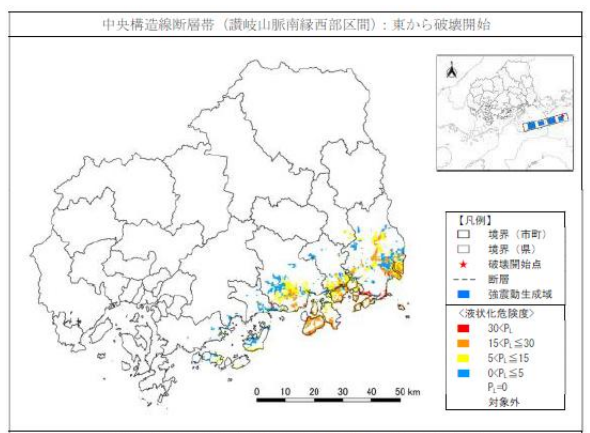 中央構造線断層帯（讃岐山脈南縁西部区間）：東から破壊開始
【凡例】
境界（市町）
境界（県）
破壊開始点
断層
強震動生成域
<液状化危険度>
30<PL
15<PL≦30
5<PL≦15
0<PL≦5
PL=0
対象外
0 10 20 30 40 50 km